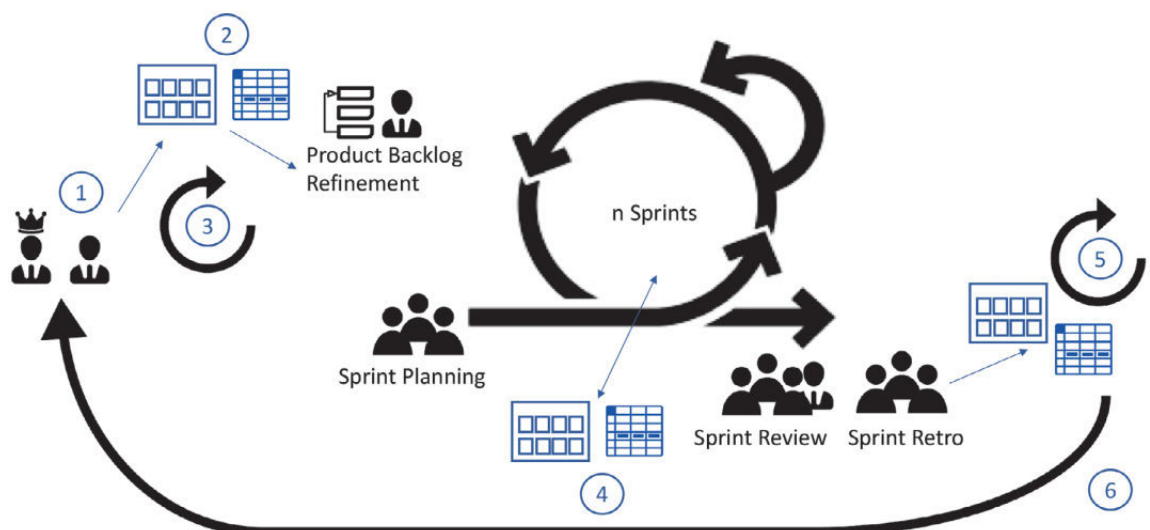 2
1
3
Product Backlog
Refinement
n Sprints
5
Sprint Planning
Sprint Review
Sprint Retro
4
6